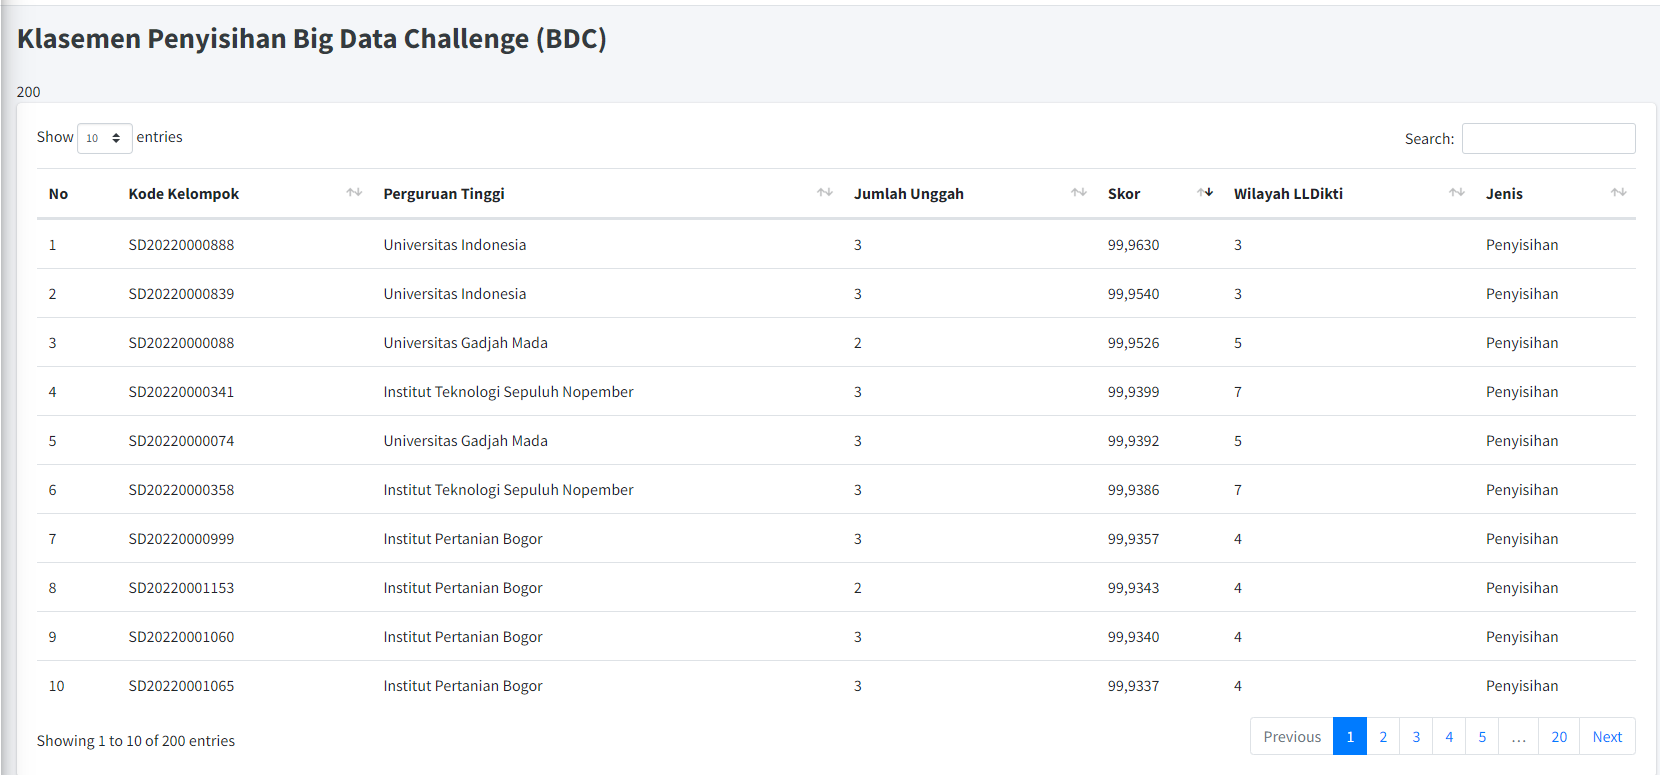 Klasemen Penyisihan Big Data Challenge (BDC)
200
Show 10 entries
Search:
No Kode Kelompok Perguruan Tinggi Jumlah Unggah Skor Wilayah LLDikti Jenis
1 SD20220000888 Universitas Indonesia 3 99,9630 3 Penyisihan
2 SD20220000839 Universitas Indonesia 3 99,9540 3 Penyisihan
3 SD20220000088 Universitas Gadjah Mada 2 99,9526 5 Penyisihan
4 SD20220000341 Institut Teknologi Sepuluh Nopember 3 99,9399 7 Penyisihan
5 SD20220000074 Universitas Gadjah Mada 3 99,9392 5 Penyisihan
6 SD20220000358 Institut Teknologi Sepuluh Nopember 3 99,9386 7 Penyisihan
7 SD20220000999 Institut Pertanian Bogor 3 99,9357 4 Penyisihan
8 SD20220001153 Institut Pertanian Bogor 2 99,9343 4 Penyisihan
9 SD20220001060 Institut Pertanian Bogor 3 99,9340 4 Penyisihan
10 SD20220001065 Institut Pertanian Bogor 3 99,9337 4 Penyisihan
Showing 1 to 10 of 200 entries
Previous 1 2 3 4 5 … 20 Next